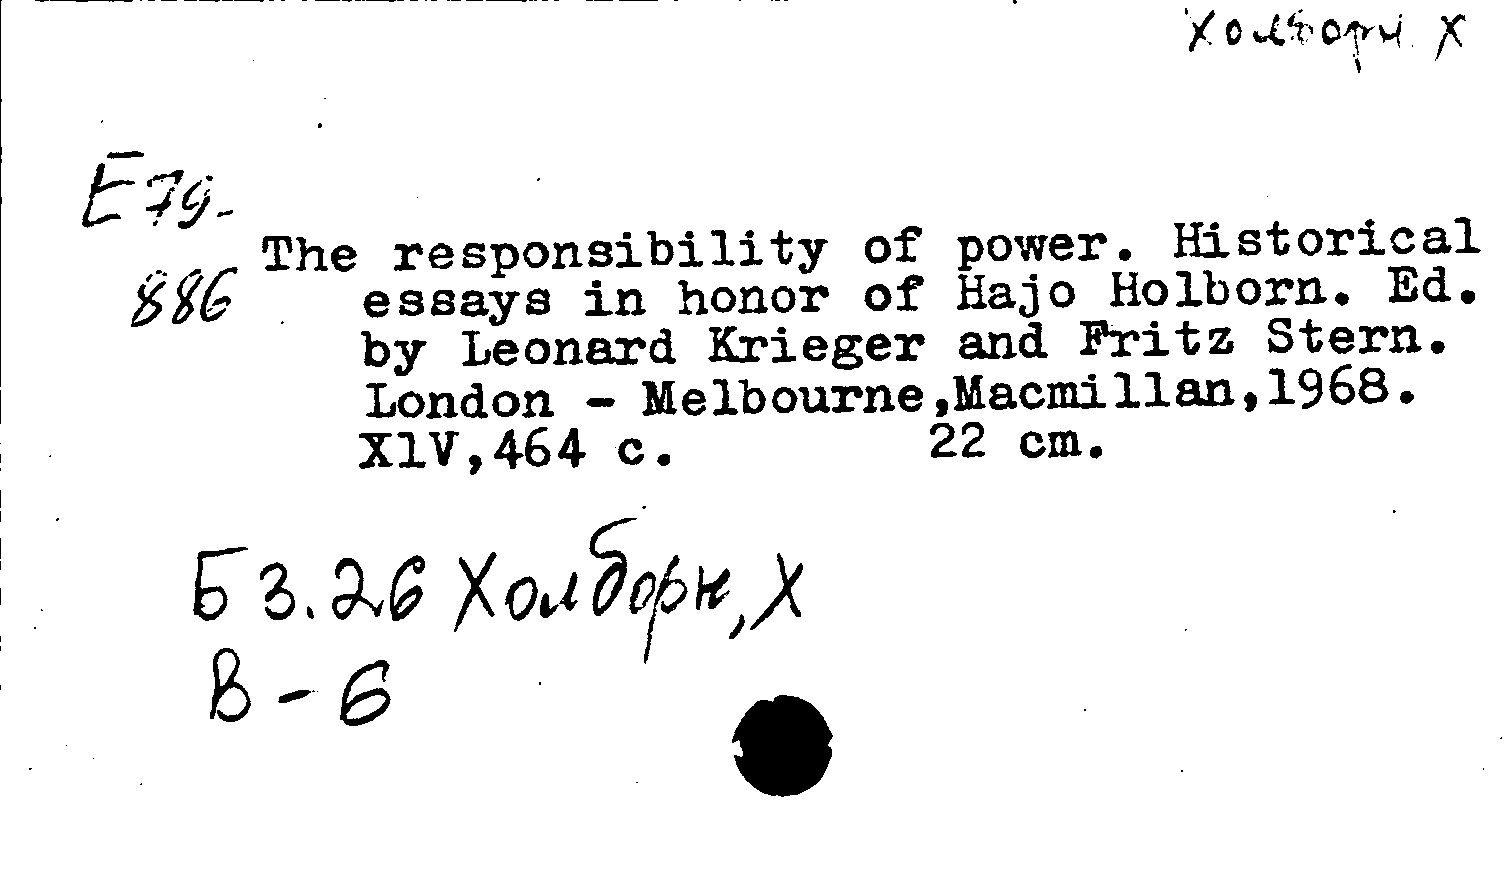 Холборн Х
Е79-
886
The responsibility of power. Historical
essays in honor of Hajo Holborn. Ed.
by Leonard Krieger and Fritz Stern.
London - Melbourne,Macmillan,1968.
XlV,464 c. 22 cm.
Б3.26 Холборн, Х
В-6